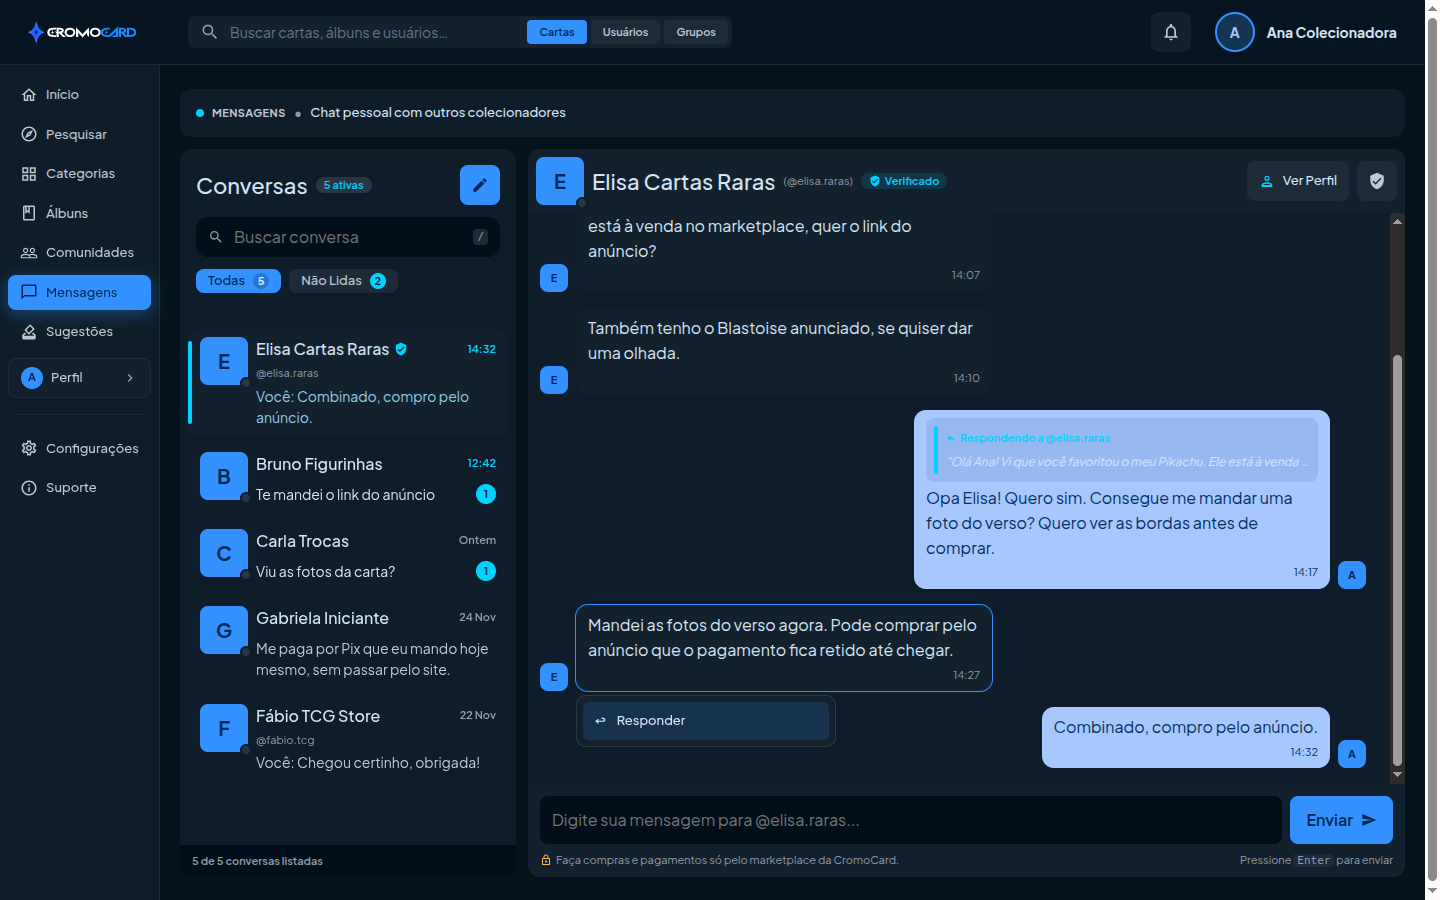 CROMOCARD
Buscar cartas, álbuns e usuários...
Cartas
Usuários
Grupos
A
Ana Colecionadora
Início
Pesquisar
Categorias
Álbuns
Comunidades
Mensagens
Sugestões
A
Perfil
Configurações
Suporte
MENSAGENS • Chat pessoal com outros colecionadores
Conversas
5 ativas
Buscar conversa
/
Todas 5
Não Lidas 2
E
Elisa Cartas Raras
14:32
@elisa.raras
Você: Combinado, compro pelo
anúncio.
B
Bruno Figurinhas
12:42
Te mandei o link do anúncio
1
C
Carla Trocas
Ontem
Viu as fotos da carta?
1
G
Gabriela Iniciante
24 Nov
Me paga por Pix que eu mando hoje
mesmo, sem passar pelo site.
F
Fábio TCG Store
22 Nov
@fabio.tcg
Você: Chegou certinho, obrigada!
5 de 5 conversas listadas
E
Elisa Cartas Raras
(@elisa.raras)
Verificado
Ver Perfil
está à venda no marketplace, quer o link do
anúncio?
14:07
E
Também tenho o Blastoise anunciado, se quiser dar
uma olhada.
14:10
E
Respondendo a @elisa.raras
"Olá Ana! Vi que você favoritou o meu Pikachu. Ele está à venda ...
Opa Elisa! Quero sim. Consegue me mandar uma
foto do verso? Quero ver as bordas antes de
comprar.
14:17
A
Mandei as fotos do verso agora. Pode comprar pelo
anúncio que o pagamento fica retido até chegar.
14:27
E
Responder
Combinado, compro pelo anúncio.
14:32
A
Digite sua mensagem para @elisa.raras...
Enviar
Faça compras e pagamentos só pelo marketplace da CromoCard.
Pressione Enter para enviar